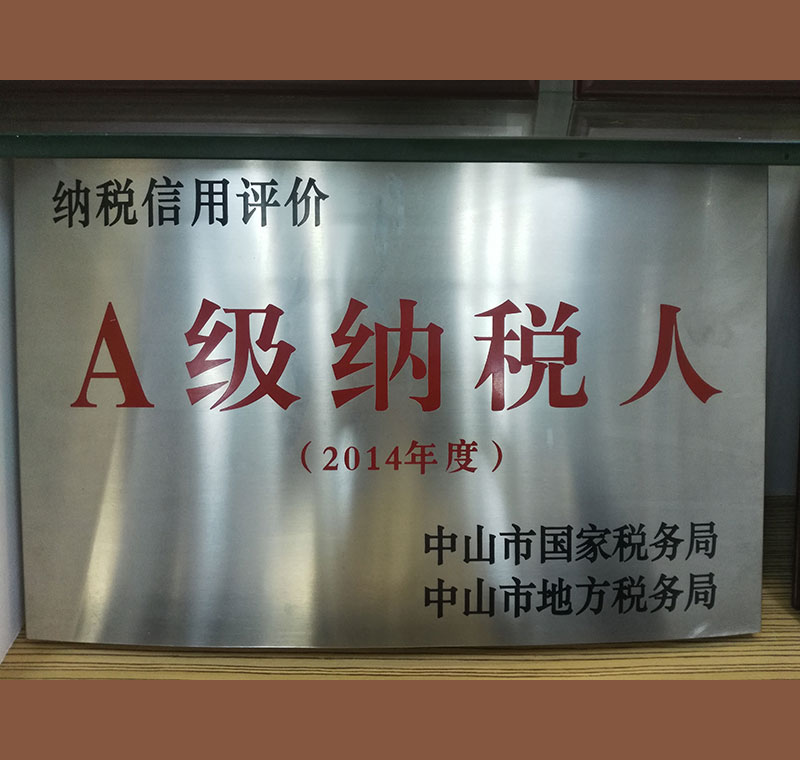 纳税信用评价
A级纳税人
（2014年度）
中山市国家税务局
中山市地方税务局